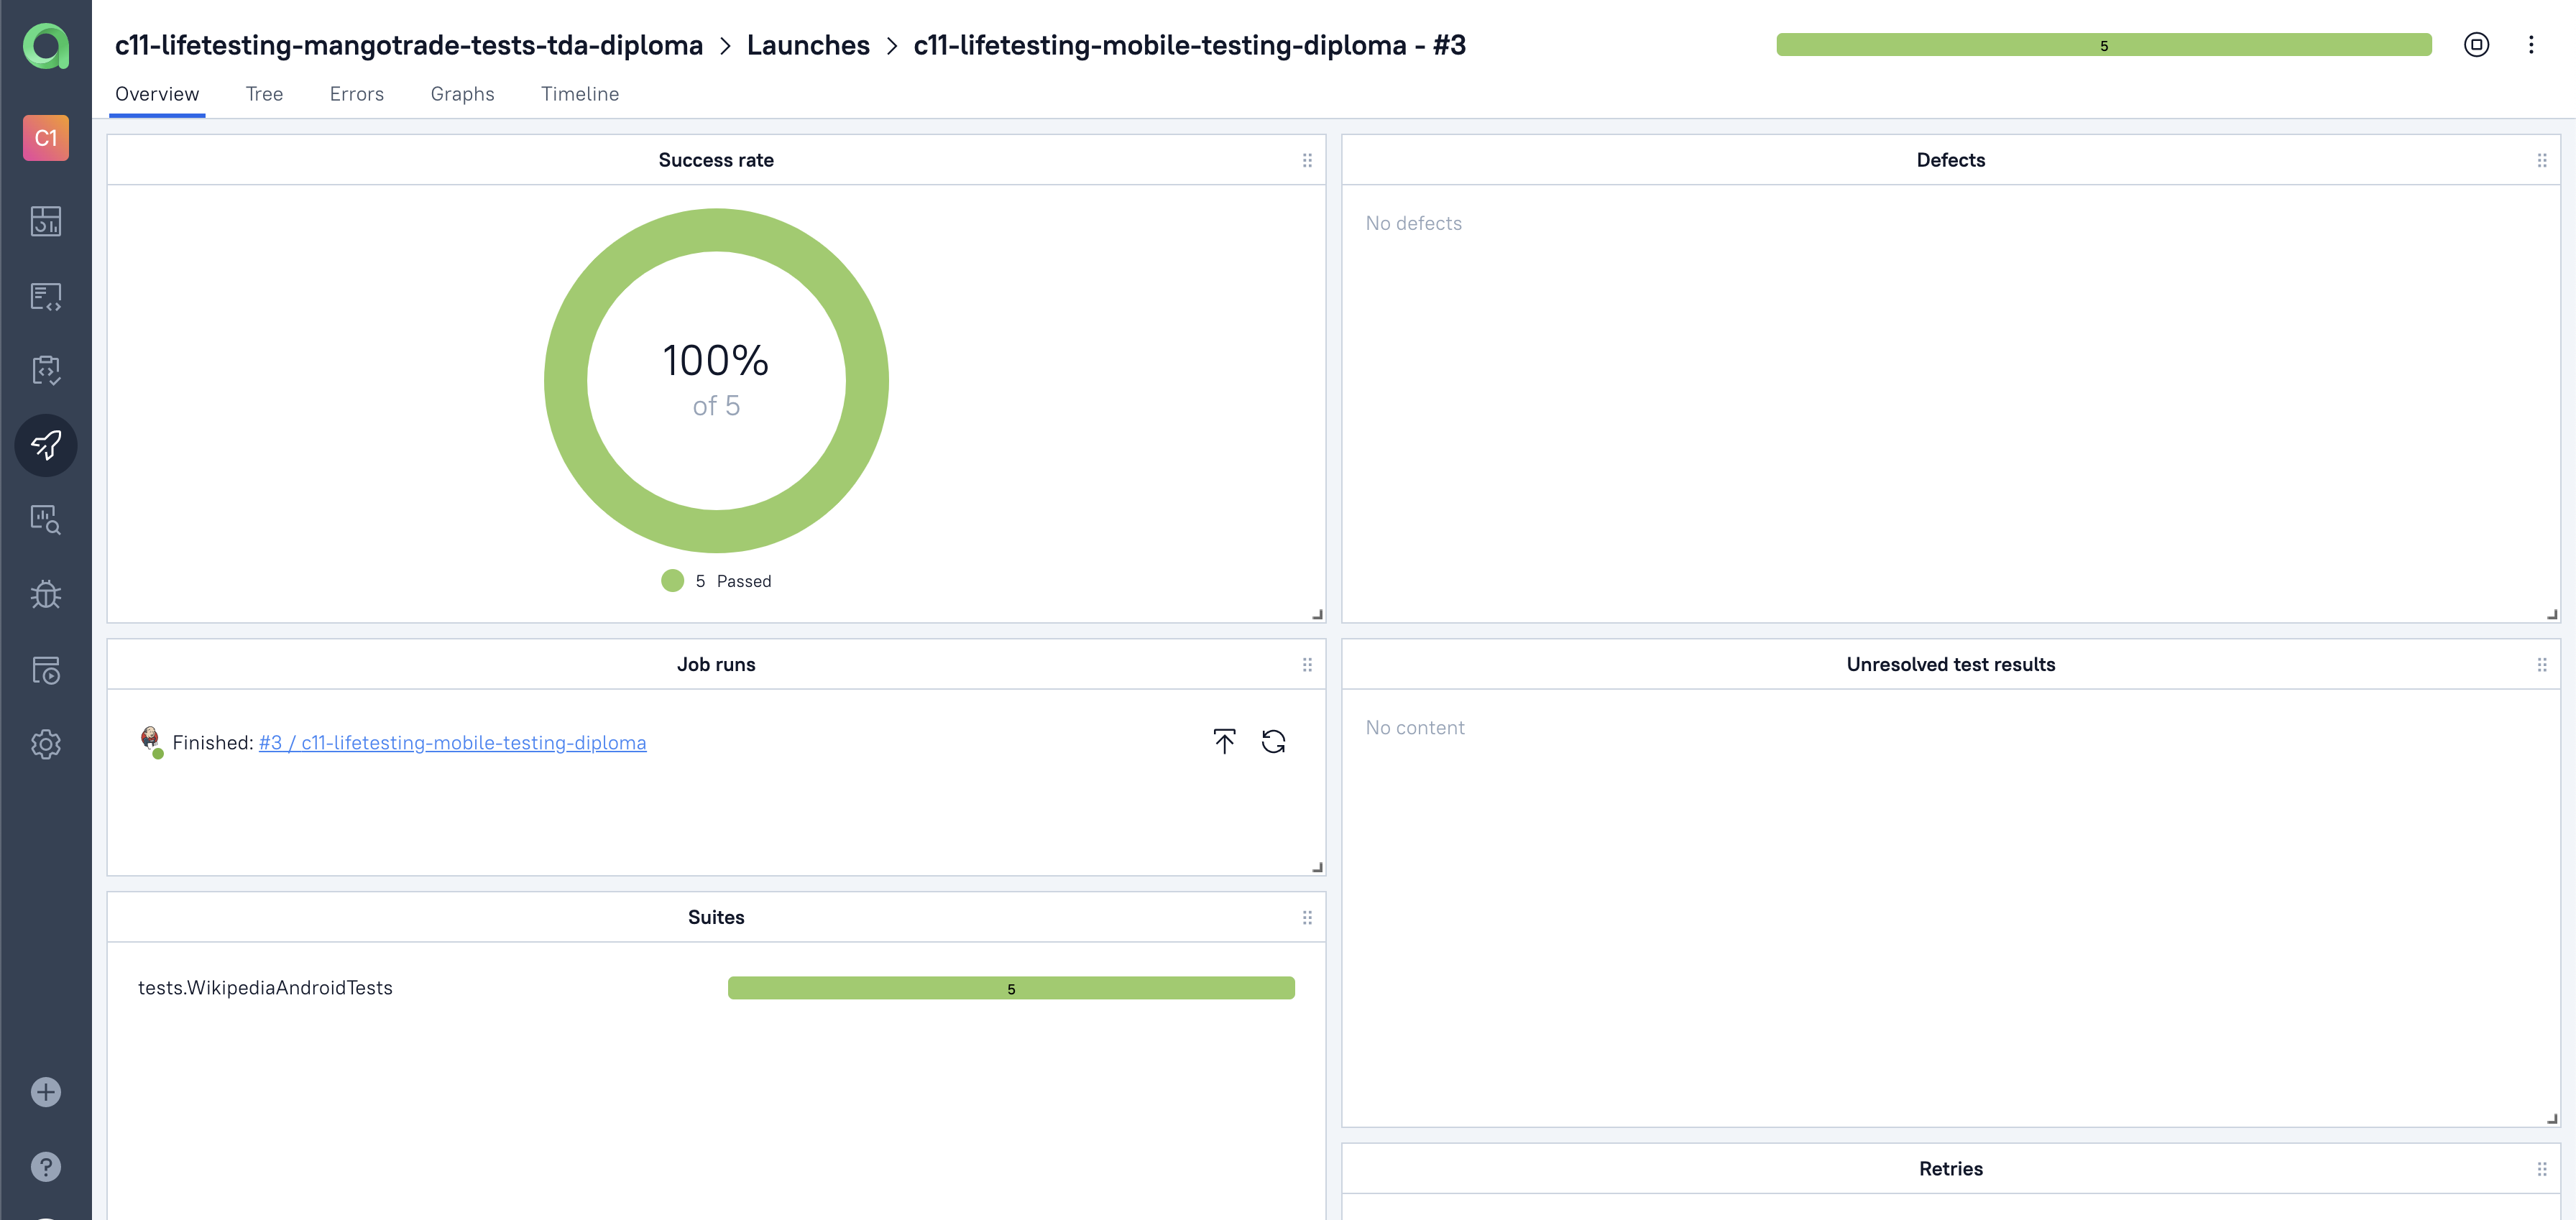 c11-lifetesting-mangotrade-tests-tda-diploma > Launches > c11-lifetesting-mobile-testing-diploma - #3
5
C1
Overview Tree Errors Graphs Timeline
Success rate
100%
of 5
5 Passed
Defects
No defects
Job runs
Finished: #3 / c11-lifetesting-mobile-testing-diploma
Unresolved test results
No content
Suites
tests.WikipediaAndroidTests 5
Retries